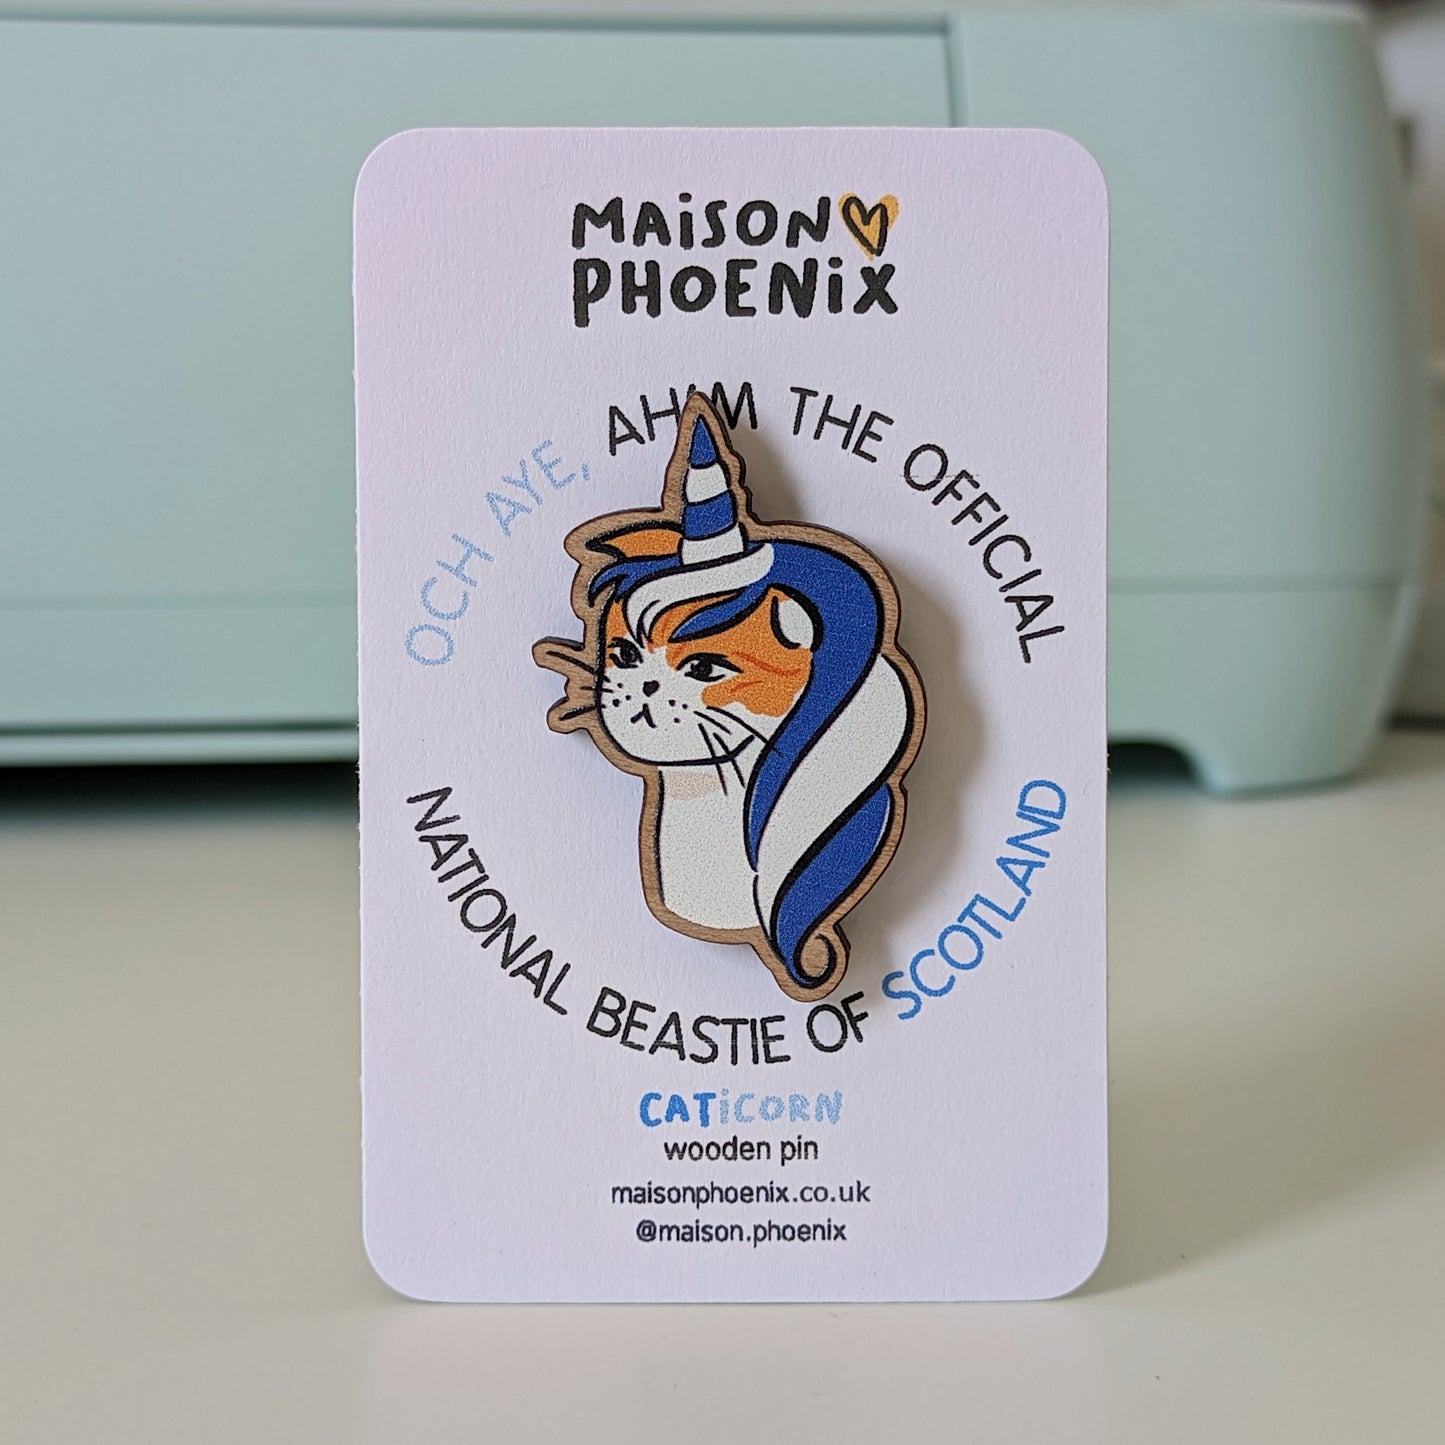 MAiSON
PHOENiX
OCH AYE, AH'M THE OFFICIAL
NATIONAL BEASTIE OF SCOTLAND
CATiCORN
wooden pin
maisonphoenix.co.uk
@maison.phoenix